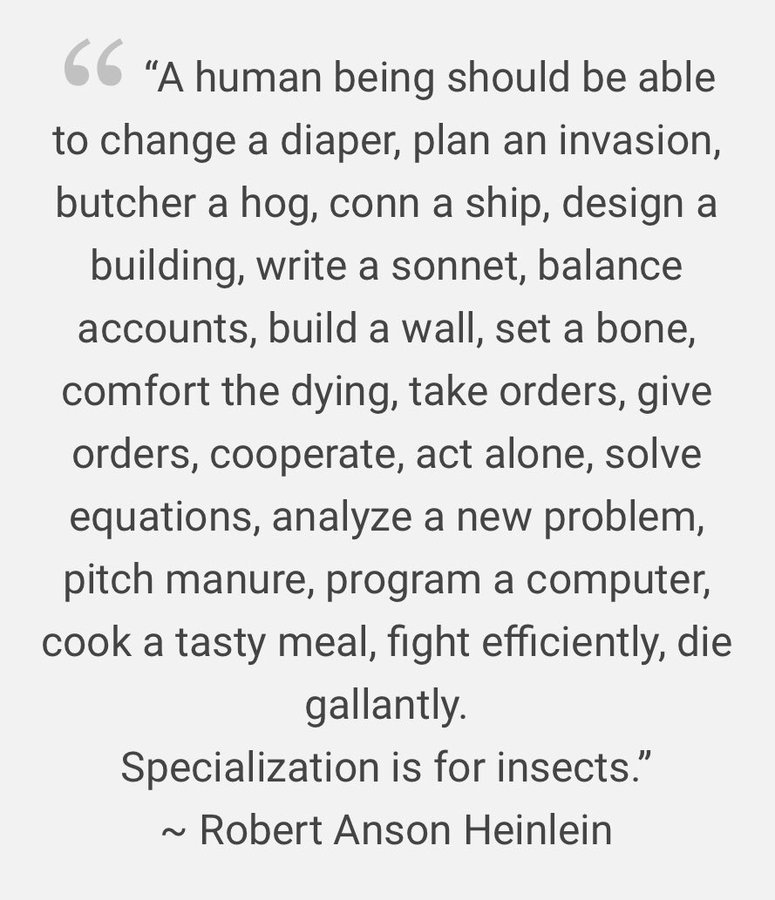 “ “A human being should be able
to change a diaper, plan an invasion,
butcher a hog, conn a ship, design a
building, write a sonnet, balance
accounts, build a wall, set a bone,
comfort the dying, take orders, give
orders, cooperate, act alone, solve
equations, analyze a new problem,
pitch manure, program a computer,
cook a tasty meal, fight efficiently, die
gallantly.
Specialization is for insects.”
~ Robert Anson Heinlein